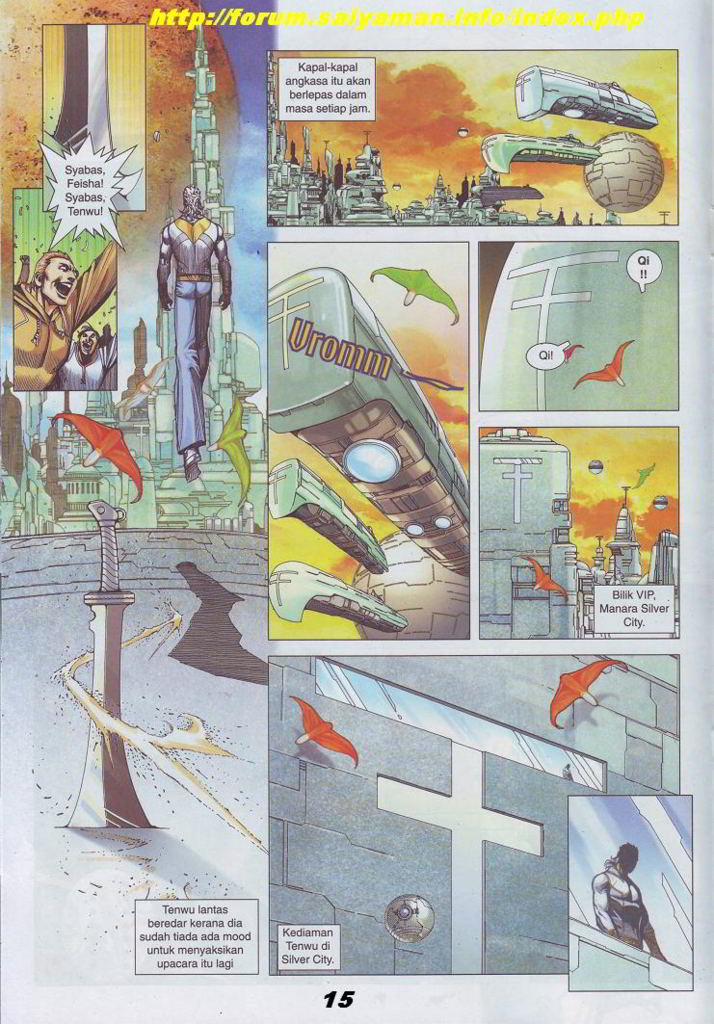 http://forum.saiyaman.info/index.php
Syabas,
Feisha!
Syabas,
Tenwu!
Kapal-kapal
angkasa itu akan
berlepas dalam
masa setiap jam.
Uromm
Qi
!!
Qi!
Bilik VIP,
Manara Silver
City.
Tenwu lantas
beredar kerana dia
sudah tiada ada mood
untuk menyaksikan
upacara itu lagi
Kediaman
Tenwu di
Silver City.
15